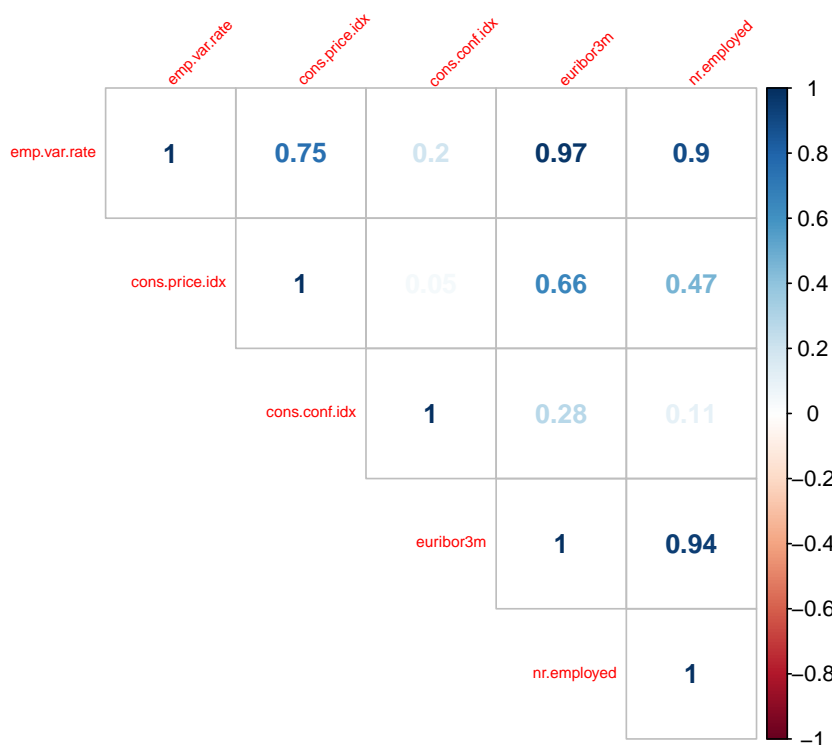 emp.var.rate
cons.price.idx
cons.conf.idx
euribor3m
nr.employed
emp.var.rate 1 0.75 0.2 0.97 0.9
cons.price.idx 1 0.05 0.66 0.47
cons.conf.idx 1 0.28 0.11
euribor3m 1 0.94
nr.employed 1
1
0.8
0.6
0.4
0.2
0
−0.2
−0.4
−0.6
−0.8
−1